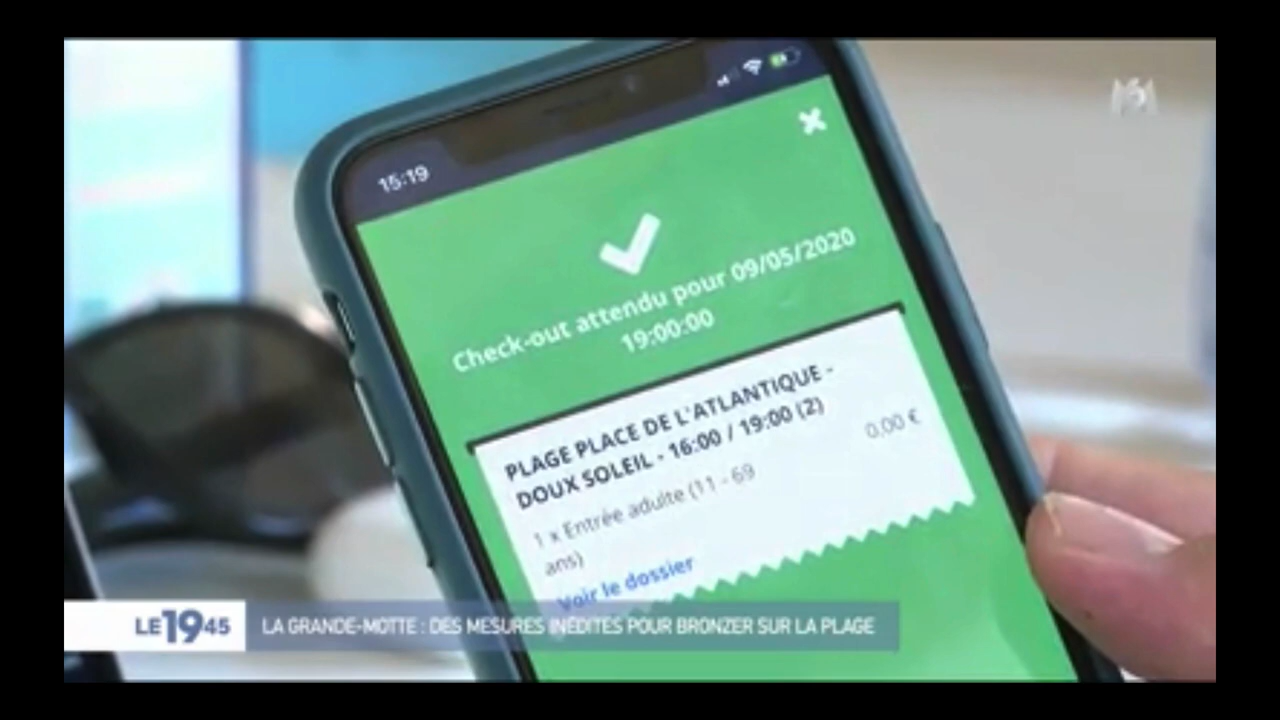 M6
15:19
Check-out attendu pour 09/05/2020
19:00:00
PLAGE PLACE DE L'ATLANTIQUE -
DOUX SOLEIL - 16:00 / 19:00 (2)
0,00 €
1 x Entrée adulte (11 - 69
ans)
Voir le dossier
LE 19 45
LA GRANDE-MOTTE : DES MESURES INÉDITES POUR BRONZER SUR LA PLAGE